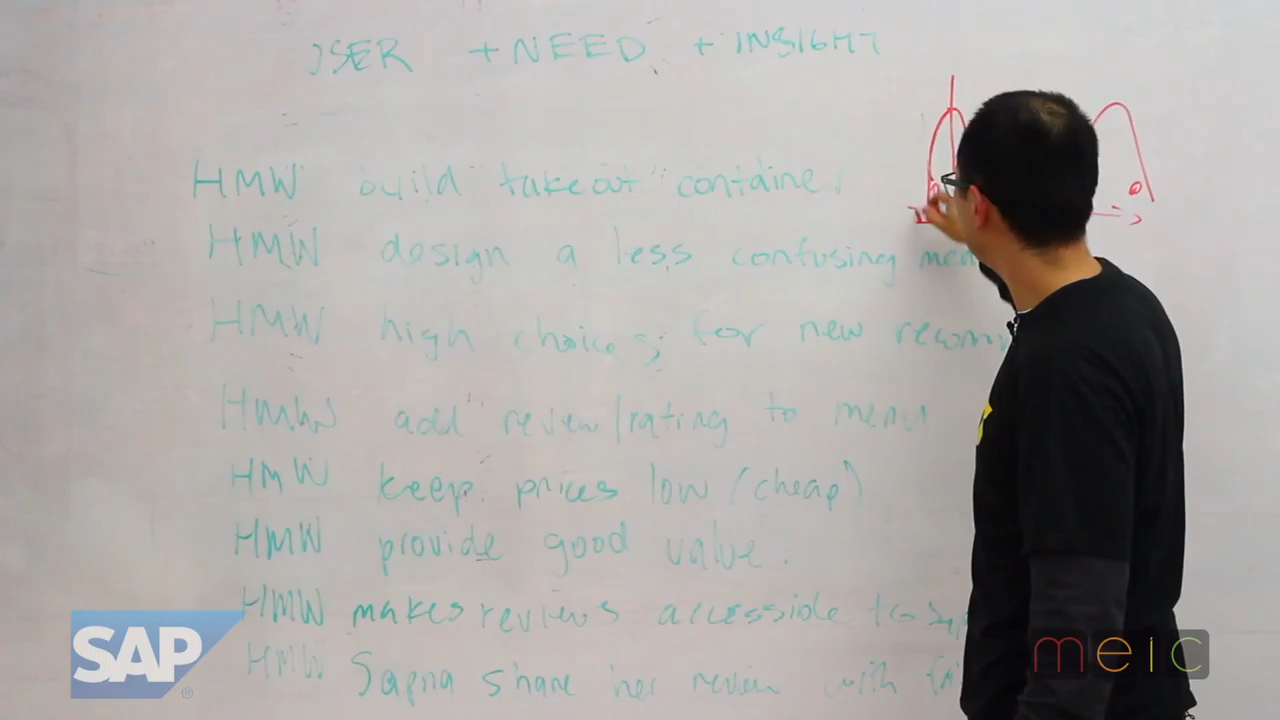 USER + NEED + INSIGHT
HMW build takeout container
HMW design a less confusing
HMW high choices for new
HMW add review/rating to menu
HMW keep prices low (cheap)
HMW provide good value.
HMW makes reviews accessible to
HMW Sapna share her review with
SAP
meic